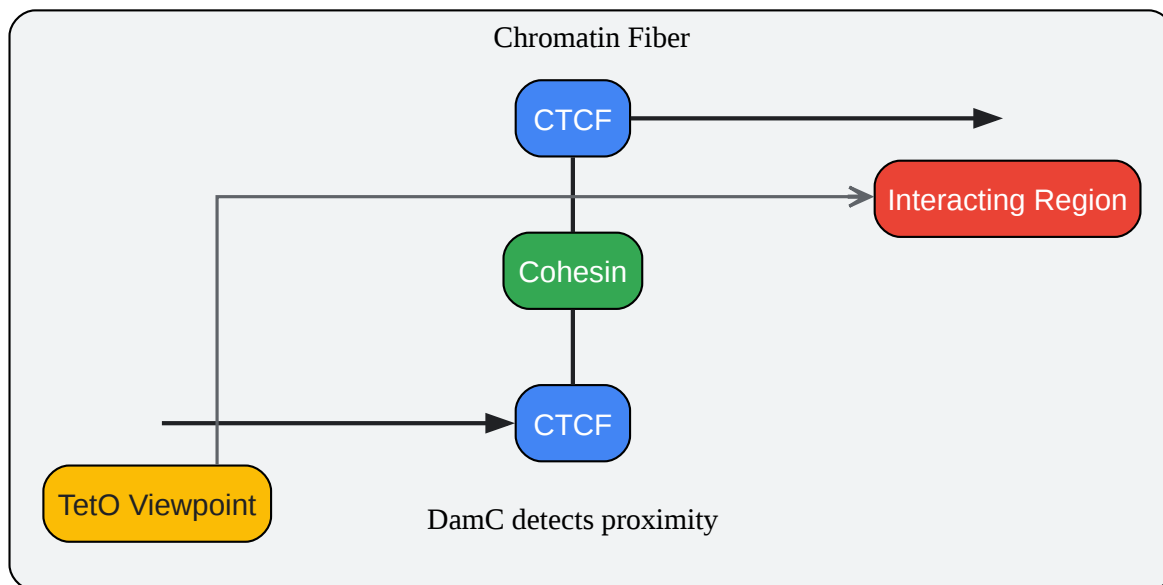 Chromatin Fiber
CTCF
Interacting Region
Cohesin
CTCF
TetO Viewpoint
DamC detects proximity